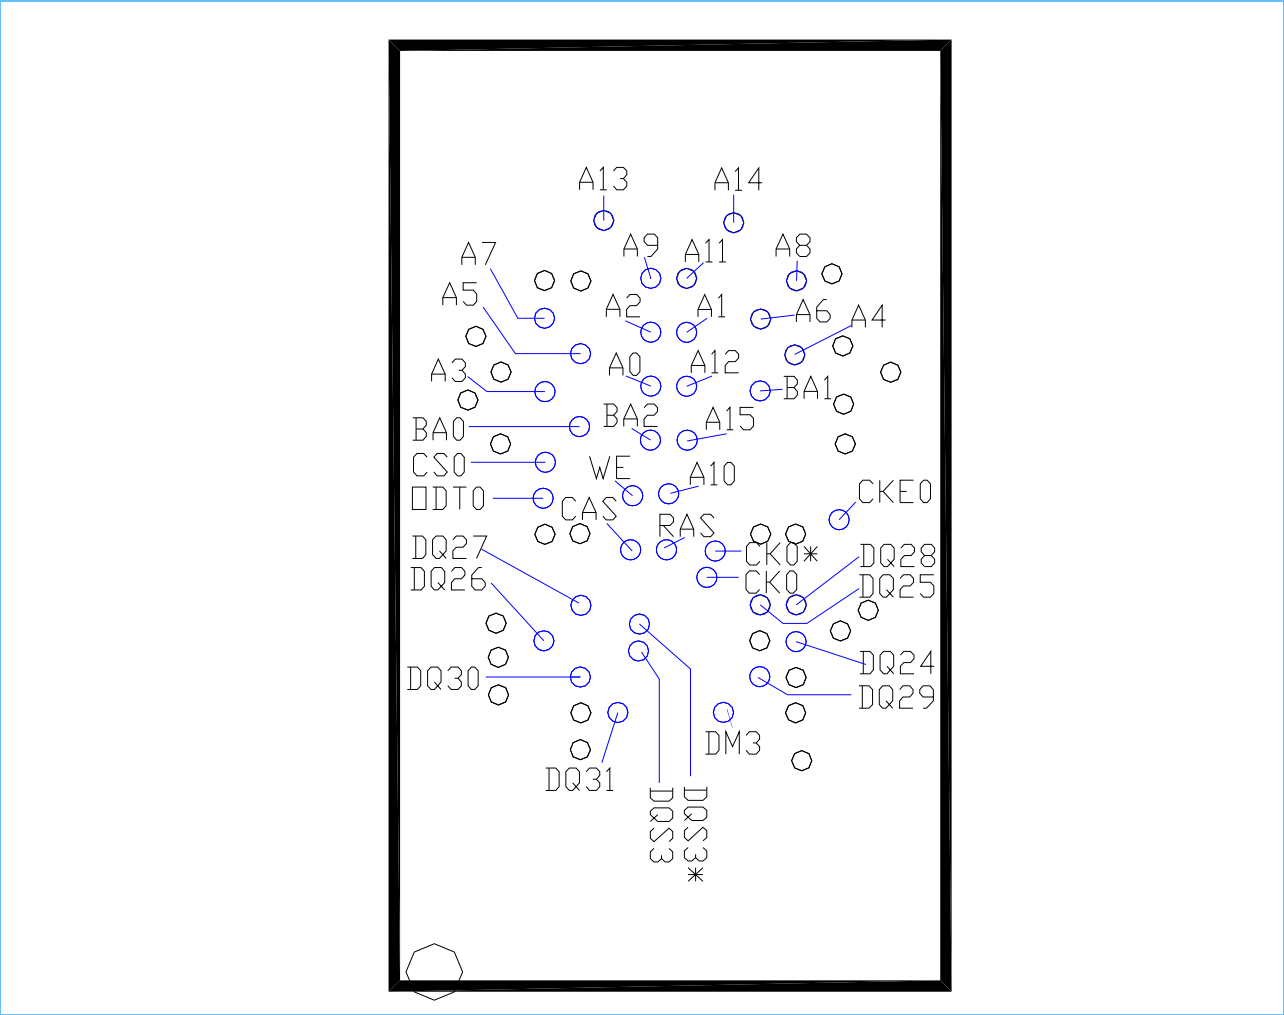 A13
A14
A9
A11
A8
A7
A5
A2
A1
A6
A4
A3
A0
A12
BA1
BA0
BA2
A15
CS0
WE
A10
ODT0
CAS
CKE0
RAS
DQ27
CK0*
DQ28
DQ26
CK0
DQ25
DQ30
DQ24
DQ29
DM3
DQ31
DQS3
DQS3*